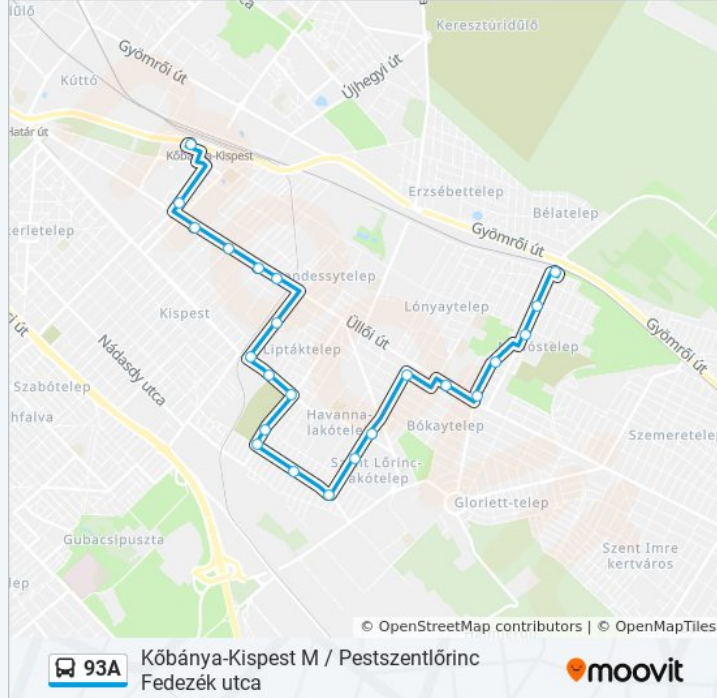 Keresztúridűlő
dűlő
Gyömrői út
Újhegyi út
Kúttó
Határ út
Kőbánya-Kispest
Erzsébettelep
Bélatelep
Gyömrői út
Lónyaytelep
Kispest
Üllői út
Gyömrői út
Liptáktelep
Nádasdy utca
Szabótelep
Havanna-
lakótelep
Bókaytelep
Szemeretelep
Szent Lőrinc-
lakótelep
Gloriett-telep
Gubacsipuszta
Szent Imre
kertváros
© OpenStreetMap contributors | © OpenMapTiles
93A
Kőbánya-Kispest M / Pestszentlőrinc
Fedezék utca
moovit